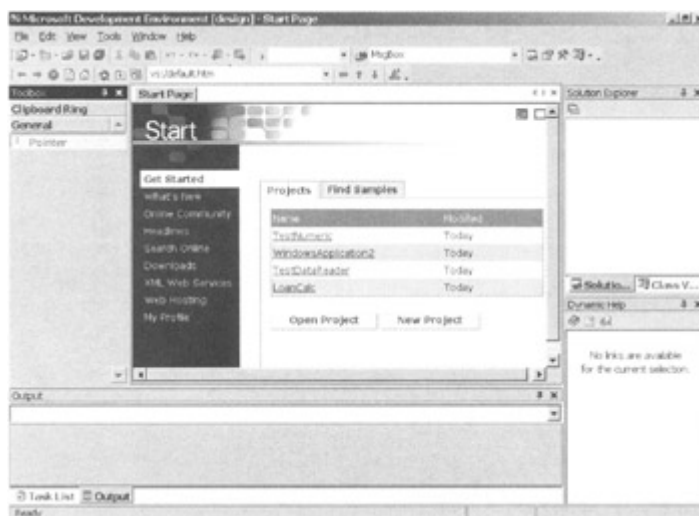 Microsoft Development Environment [design] - Start Page
File Edit View Tools Window Help
MsgBox
vs:/default.htm
Toolbox
Clipboard Ring
General
Pointer
Start Page
Start
Get Started
What's New
Online Community
Headlines
Search Online
Downloads
XML Web Services
Web Hosting
My Profile
Projects Find Samples
Name Modified
TestNumeric Today
WindowsApplication2 Today
TestDataReader Today
LoanCalc Today
Open Project New Project
Solution Explorer
Solutio... Class V...
Dynamic Help
No links are available
for the current selection.
Output
Task List Output
Ready